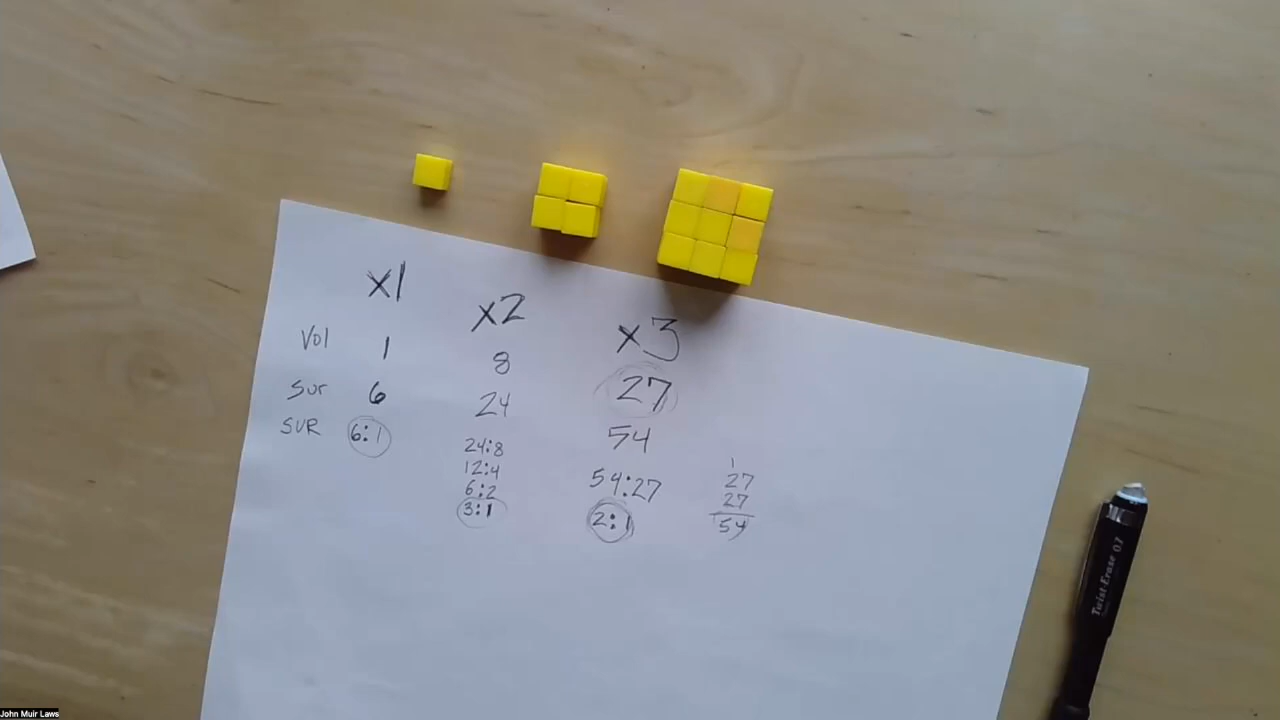 x1 x2 x3
Vol 1 8 27
Sur 6 24 54
SVR 6:1 24:8 54:27
12:4
6:2
3:1 2:1
1
27
27
54
Twist-Erase 0.7
John Muir Laws